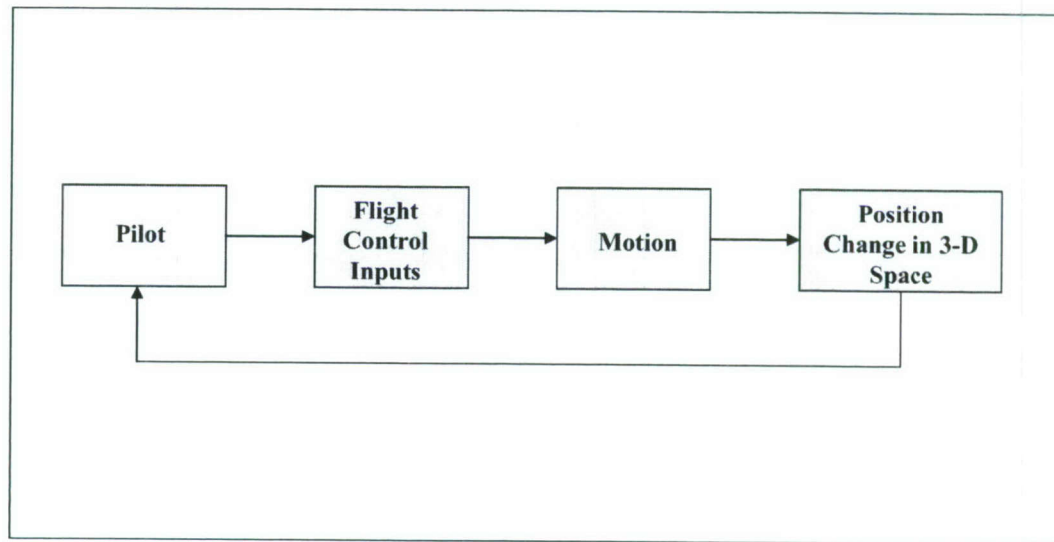 Pilot
Flight
Control
Inputs
Motion
Position
Change in 3-D
Space